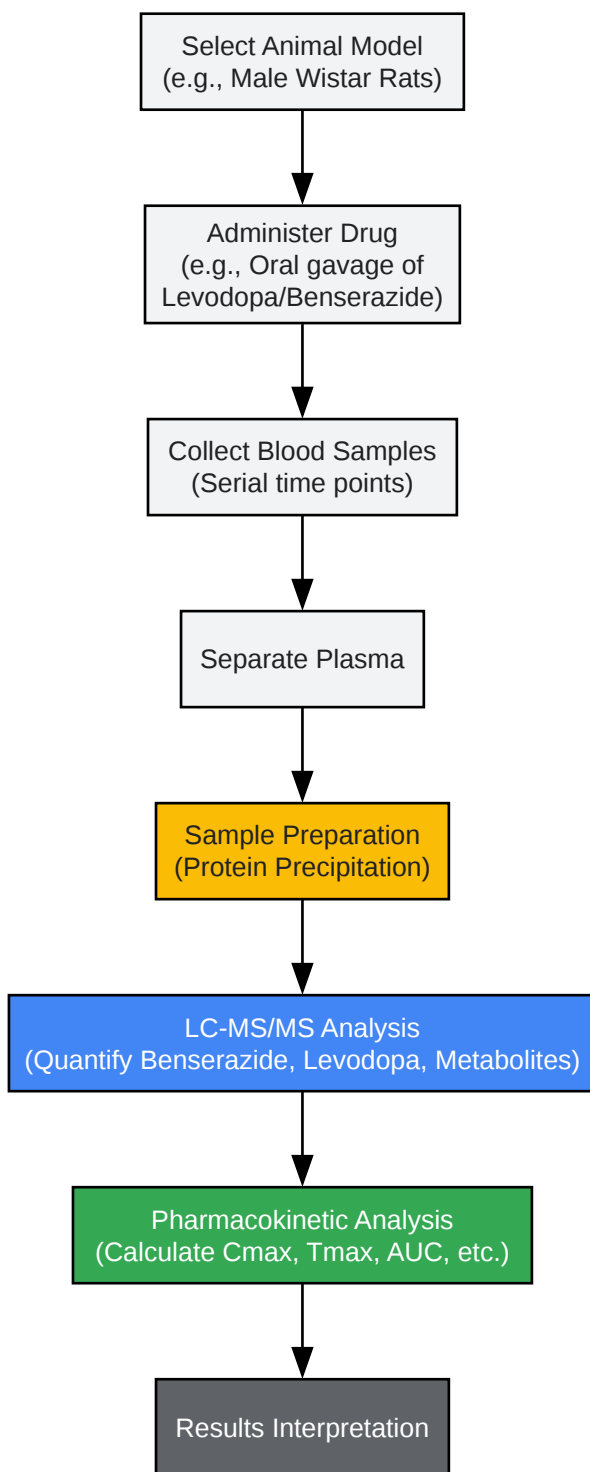 Select Animal Model
(e.g., Male Wistar Rats)
Administer Drug
(e.g., Oral gavage of
Levodopa/Benserazide)
Collect Blood Samples
(Serial time points)
Separate Plasma
Sample Preparation
(Protein Precipitation)
LC-MS/MS Analysis
(Quantify Benserazide, Levodopa, Metabolites)
Pharmacokinetic Analysis
(Calculate Cmax, Tmax, AUC, etc.)
Results Interpretation